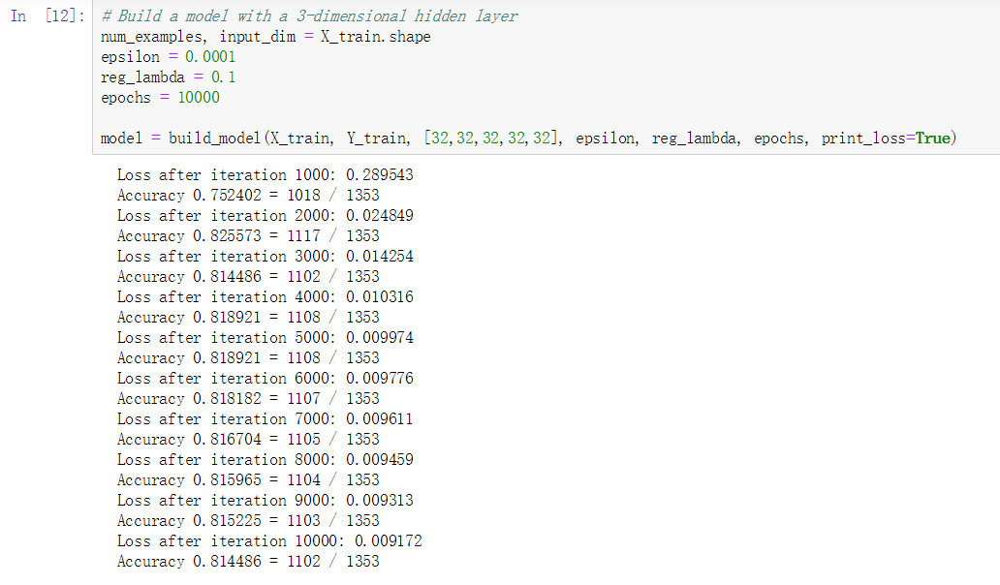 In [12]: # Build a model with a 3-dimensional hidden layer
num_examples, input_dim = X_train.shape
epsilon = 0.0001
reg_lambda = 0.1
epochs = 10000
model = build_model(X_train, Y_train, [32,32,32,32,32], epsilon, reg_lambda, epochs, print_loss=True)
Loss after iteration 1000: 0.289543
Accuracy 0.752402 = 1018 / 1353
Loss after iteration 2000: 0.024849
Accuracy 0.825573 = 1117 / 1353
Loss after iteration 3000: 0.014254
Accuracy 0.814486 = 1102 / 1353
Loss after iteration 4000: 0.010316
Accuracy 0.818921 = 1108 / 1353
Loss after iteration 5000: 0.009974
Accuracy 0.818921 = 1108 / 1353
Loss after iteration 6000: 0.009776
Accuracy 0.818182 = 1107 / 1353
Loss after iteration 7000: 0.009611
Accuracy 0.816704 = 1105 / 1353
Loss after iteration 8000: 0.009459
Accuracy 0.815965 = 1104 / 1353
Loss after iteration 9000: 0.009313
Accuracy 0.815225 = 1103 / 1353
Loss after iteration 10000: 0.009172
Accuracy 0.814486 = 1102 / 1353